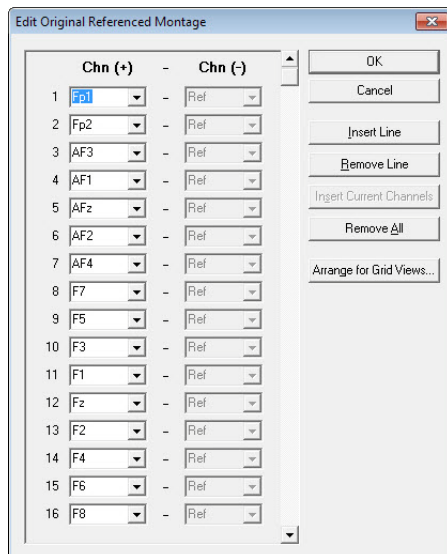 Edit Original Referenced Montage
Chn (+) - Chn (-)
OK
Cancel
Insert Line
Remove Line
Insert Current Channels
Remove All
Arrange for Grid Views...
1 Fp1 - Ref
2 Fp2 - Ref
3 AF3 - Ref
4 AF1 - Ref
5 AFz - Ref
6 AF2 - Ref
7 AF4 - Ref
8 F7 - Ref
9 F5 - Ref
10 F3 - Ref
11 F1 - Ref
12 Fz - Ref
13 F2 - Ref
14 F4 - Ref
15 F6 - Ref
16 F8 - Ref